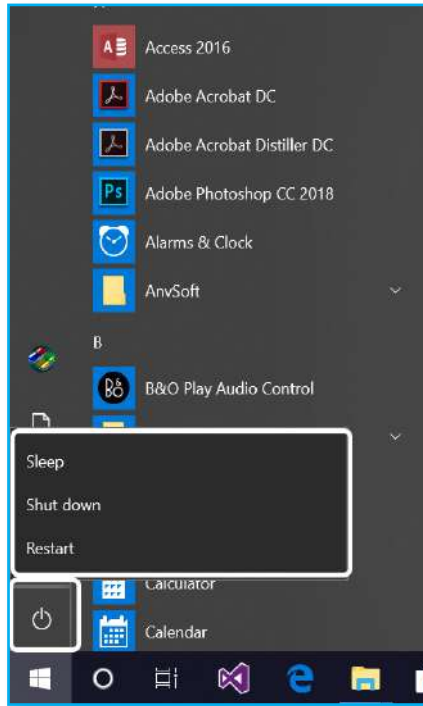 Access 2016
Adobe Acrobat DC
Adobe Acrobat Distiller DC
Ps
Adobe Photoshop CC 2018
Alarms & Clock
AnvSoft
B
B&O Play Audio Control
Sleep
Shut down
Restart
Calculator
Calendar